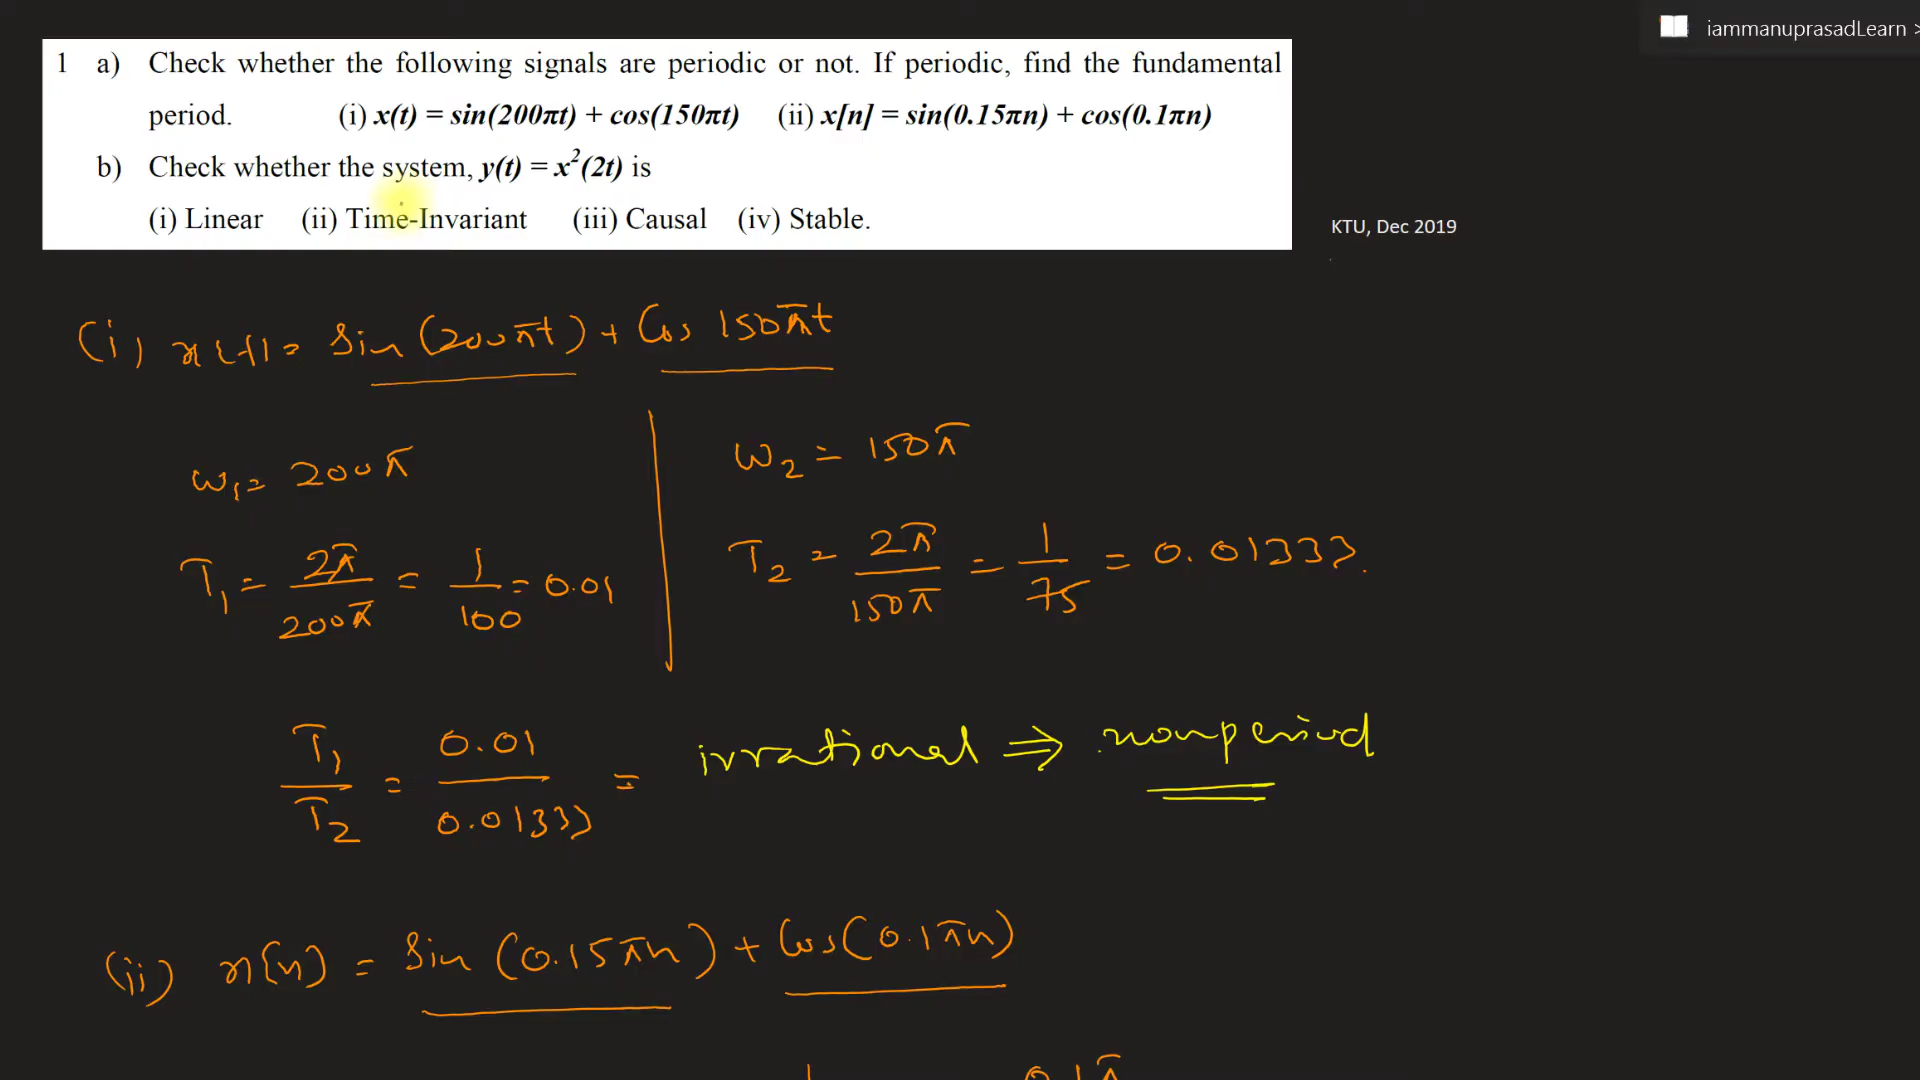 iammanuprasadLearn >
1 a) Check whether the following signals are periodic or not. If periodic, find the fundamental
period. (i) x(t) = sin(200πt) + cos(150πt) (ii) x[n] = sin(0.15πn) + cos(0.1πn)
b) Check whether the system, y(t) = x²(2t) is
(i) Linear (ii) Time-Invariant (iii) Causal (iv) Stable.
KTU, Dec 2019
(i) x(t) = Sin (200πt) + Cos 150πt
ω₁ = 200π
ω₂ = 150π
T₁ = 2π/200π = 1/100 = 0.01
T₂ = 2π/150π = 1/75 = 0.01333.
T₁/T₂ = 0.01/0.01333 = irrational ⇒ nonperiod
(ii) x[n] = Sin (0.15πn) + Cos(0.1πn)
0.1π